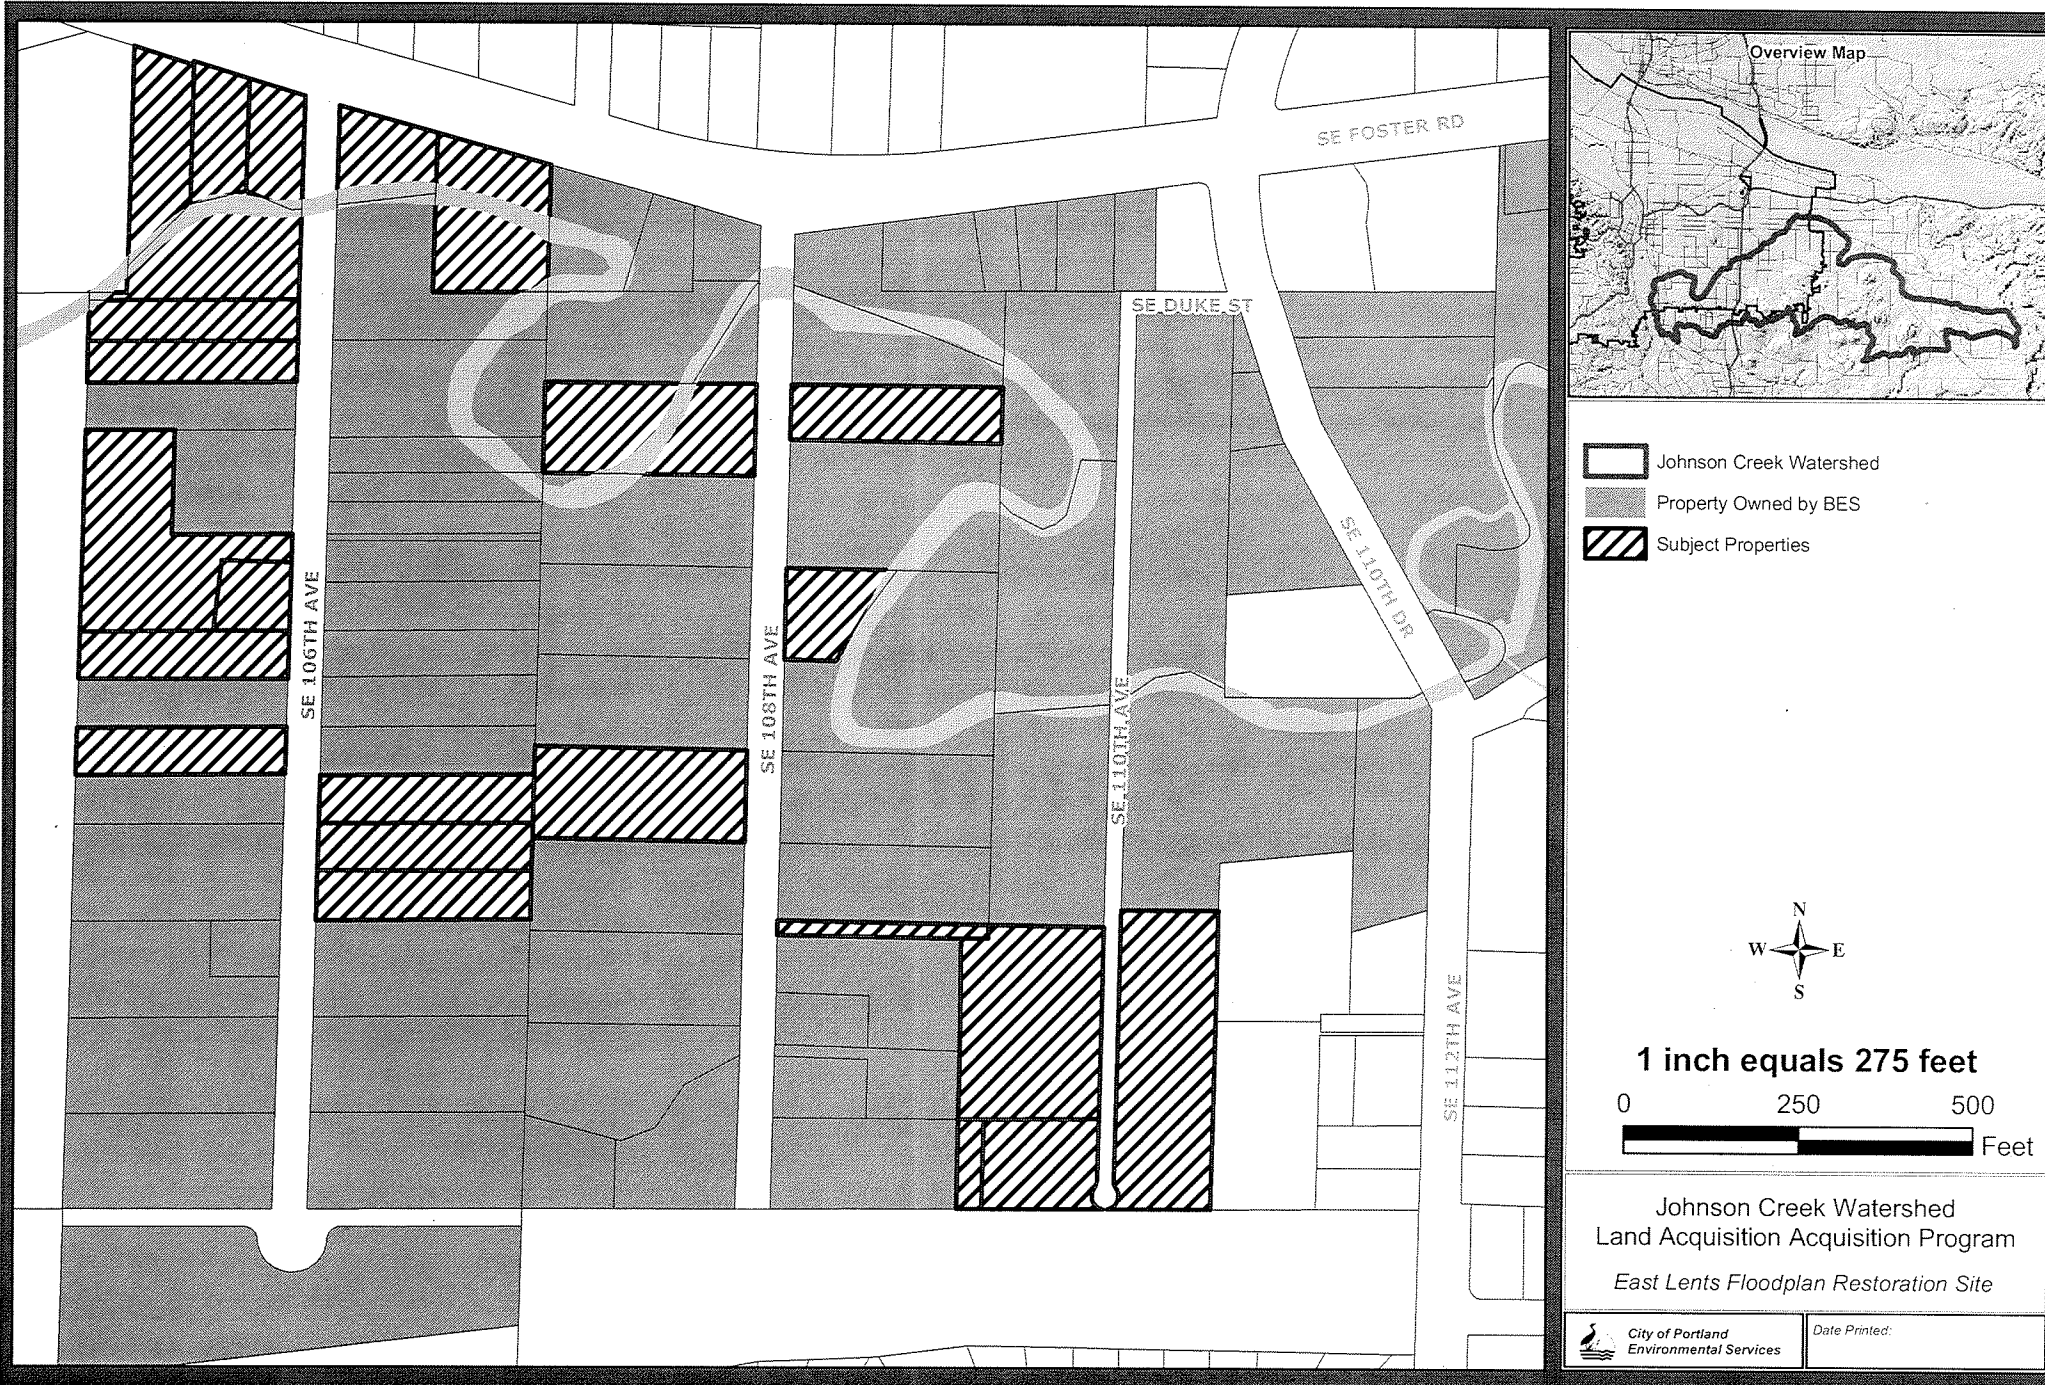 Overview Map
SE FOSTER RD
SE DUKE ST
SE 110TH DR
SE 106TH AVE
SE 108TH AVE
SE 110TH AVE
SE 112TH AVE
Johnson Creek Watershed
Property Owned by BES
Subject Properties
N
W
E
S
1 inch equals 275 feet
0 250 500
Feet
Johnson Creek Watershed
Land Acquisition Acquisition Program
East Lents Floodplan Restoration Site
City of Portland
Environmental Services
Date Printed: